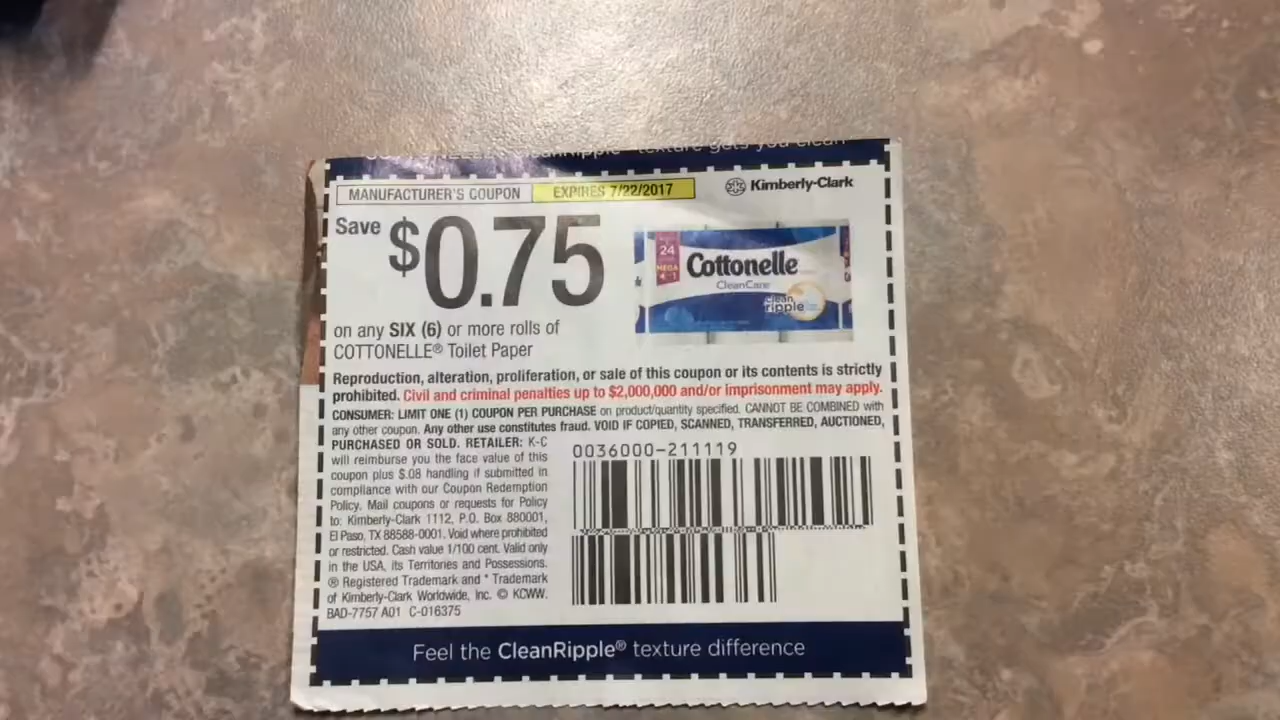 texture gets you clean
MANUFACTURER'S COUPON EXPIRES 7/22/2017 Kimberly-Clark
Save $0.75
on any SIX (6) or more rolls of
COTTONELLE® Toilet Paper
24
MEGA
Cottonelle
CleanCare
clean
ripple
Reproduction, alteration, proliferation, or sale of this coupon or its contents is strictly
prohibited. Civil and criminal penalties up to $2,000,000 and/or imprisonment may apply.
CONSUMER: LIMIT ONE (1) COUPON PER PURCHASE on product/quantity specified. CANNOT BE COMBINED with
any other coupon. Any other use constitutes fraud. VOID IF COPIED, SCANNED, TRANSFERRED, AUCTIONED,
PURCHASED OR SOLD. RETAILER: K-C
will reimburse you the face value of this
coupon plus $.08 handling if submitted in
compliance with our Coupon Redemption
Policy. Mail coupons or requests for Policy
to: Kimberly-Clark 1112, P.O. Box 880001,
El Paso, TX 88588-0001. Void where prohibited
or restricted. Cash value 1/100 cent. Valid only
in the USA, its Territories and Possessions.
® Registered Trademark and * Trademark
of Kimberly-Clark Worldwide, Inc. © KCWW.
BAD-7757 A01 C-016375
0036000-211119
Feel the CleanRipple® texture difference